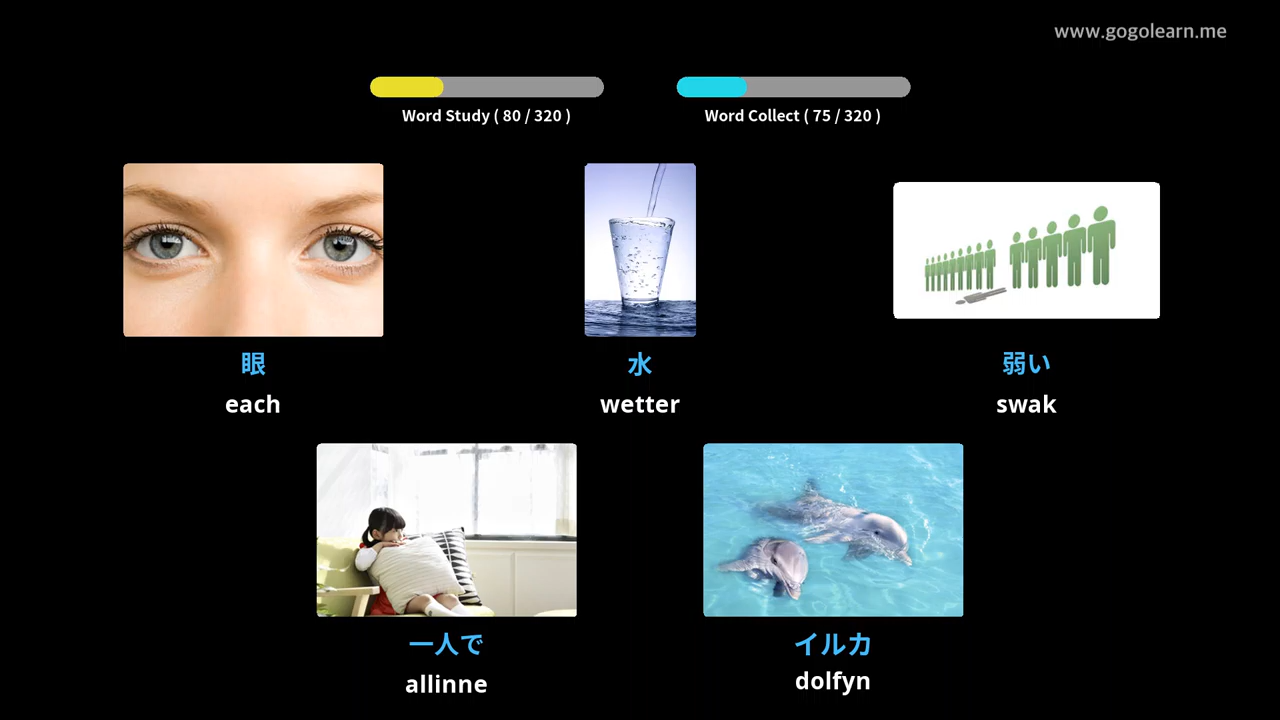 www.gogolearn.me
Word Study ( 80 / 320 )
Word Collect ( 75 / 320 )
眼
each
水
wetter
弱い
swak
一人で
allinne
イルカ
dolfyn